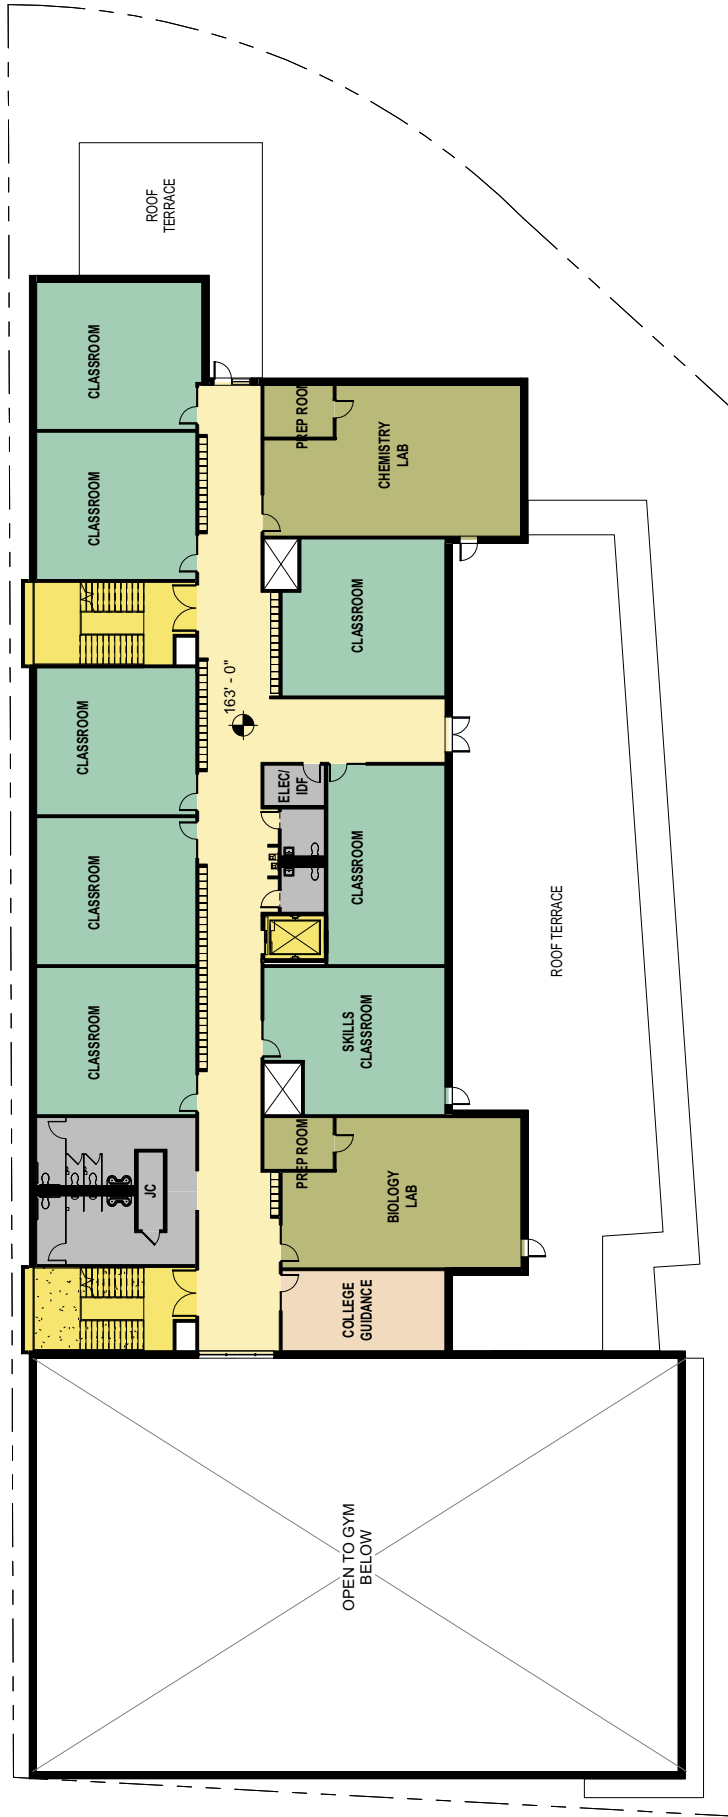 ROOF
TERRACE
CLASSROOM
PREP ROOM
CHEMISTRY
LAB
CLASSROOM
CLASSROOM
163' - 0"
CLASSROOM
ELEC/
IDF
CLASSROOM
CLASSROOM
ROOF TERRACE
CLASSROOM
SKILLS
CLASSROOM
PREP ROOM
JC
BIOLOGY
LAB
COLLEGE
GUIDANCE
OPEN TO GYM
BELOW